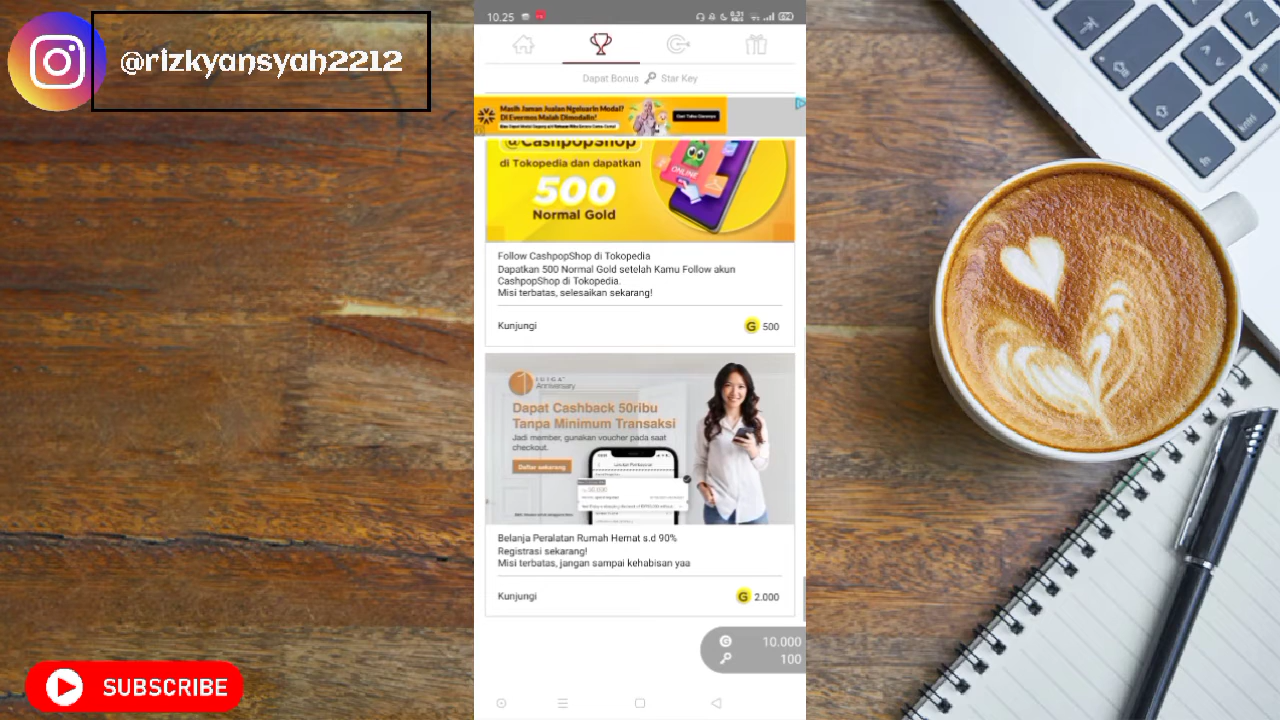 @rizkyansyah2212
10.25
Dapat Bonus Star Key
Masih Jaman Jualan Ngeluarin Modal?
Di Evermos Malah Dimodalin!
@CashpopShop
di Tokopedia dan dapatkan
500
Normal Gold
ONLINE
Follow CashpopShop di Tokopedia
Dapatkan 500 Normal Gold setelah Kamu Follow akun
CashpopShop di Tokopedia.
Misi terbatas, selesaikan sekarang!
Kunjungi
G 500
Anniversary
Dapat Cashback 50ribu
Tanpa Minimum Transaksi
Jadi member, gunakan voucher pada saat
checkout.
Daftar sekarang
Belanja Peralatan Rumah Hemat s.d 90%
Registrasi sekarang!
Misi terbatas, jangan sampai kehabisan yaa
Kunjungi
G 2.000
G 10.000
100
SUBSCRIBE